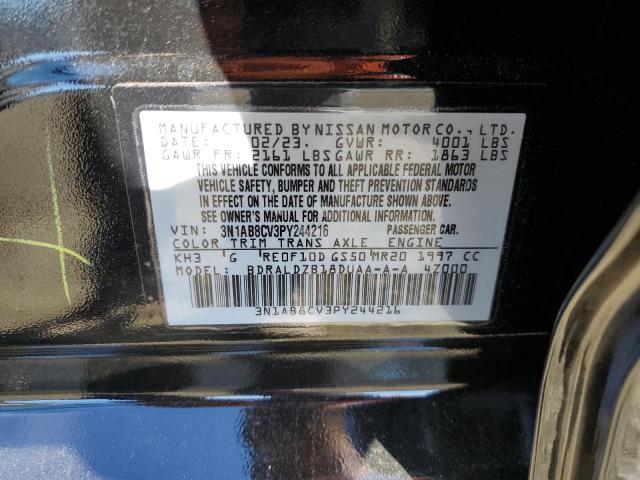 MANUFACTURED BY NISSAN MOTOR CO., LTD.
DATE: 02/23. GVWR: 4001 LBS
GAWR FR: 2161 LBS GAWR RR: 1863 LBS
THIS VEHICLE CONFORMS TO ALL APPLICABLE FEDERAL MOTOR
VEHICLE SAFETY, BUMPER AND THEFT PREVENTION STANDARDS
IN EFFECT ON THE DATE OF MANUFACTURE SHOWN ABOVE.
SEE OWNER'S MANUAL FOR ADDITIONAL INFORMATION.
VIN: 3N1AB8CV3PY244216 PASSENGER CAR.
COLOR TRIM TRANS AXLE ENGINE
KH3 G RE0F10D GS50 MR20 1997 CC
MODEL: BDRALDZB18DUAA-A-A 4Z000
3N1AB8CV3PY244216